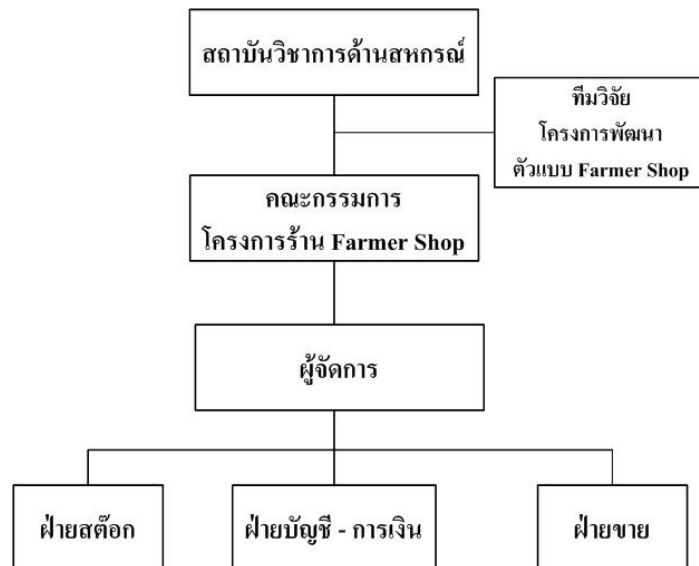 สถาบันวิชาการด้านสหกรณ์
ทีมวิจัย
โครงการพัฒนา
ตัวแบบ Farmer Shop
คณะกรรมการ
โครงการร้าน Farmer Shop
ผู้จัดการ
ฝ่ายสต๊อก
ฝ่ายบัญชี - การเงิน
ฝ่ายขาย